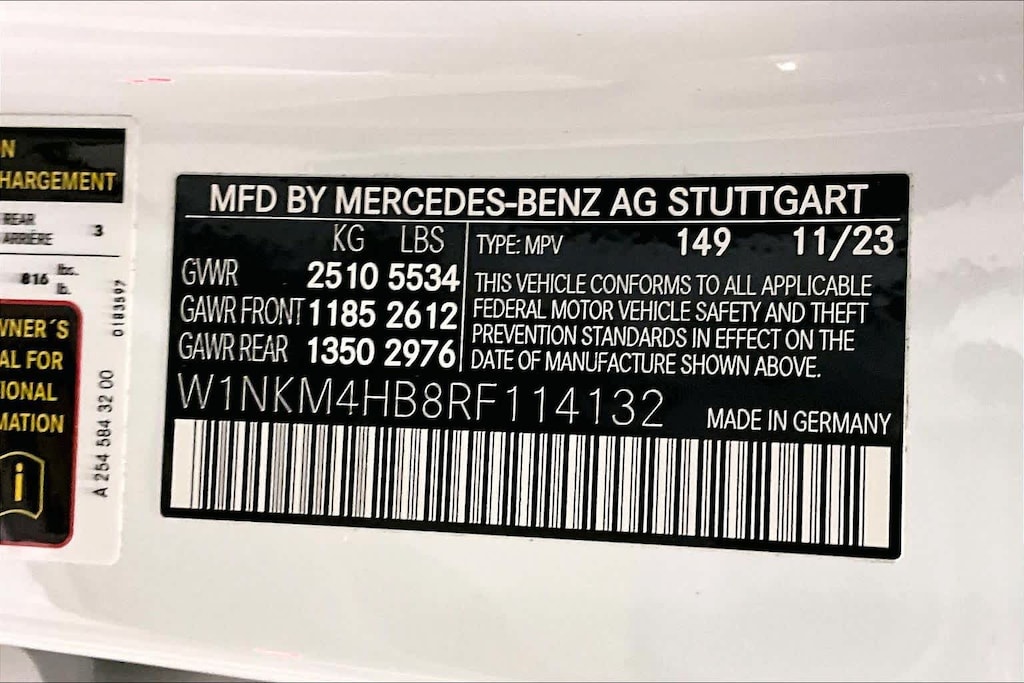 N
HARGEMENT
REAR
ARRIÈRE
3
816 lbs.
lb.
0183597
WNER´S
AL FOR
IONAL
MATION
i
A 254 584 32 00
MFD BY MERCEDES-BENZ AG STUTTGART
KG LBS
GVWR 2510 5534
GAWR FRONT 1185 2612
GAWR REAR 1350 2976
TYPE: MPV 149 11/23
THIS VEHICLE CONFORMS TO ALL APPLICABLE
FEDERAL MOTOR VEHICLE SAFETY AND THEFT
PREVENTION STANDARDS IN EFFECT ON THE
DATE OF MANUFACTURE SHOWN ABOVE.
W1NKM4HB8RF114132
MADE IN GERMANY